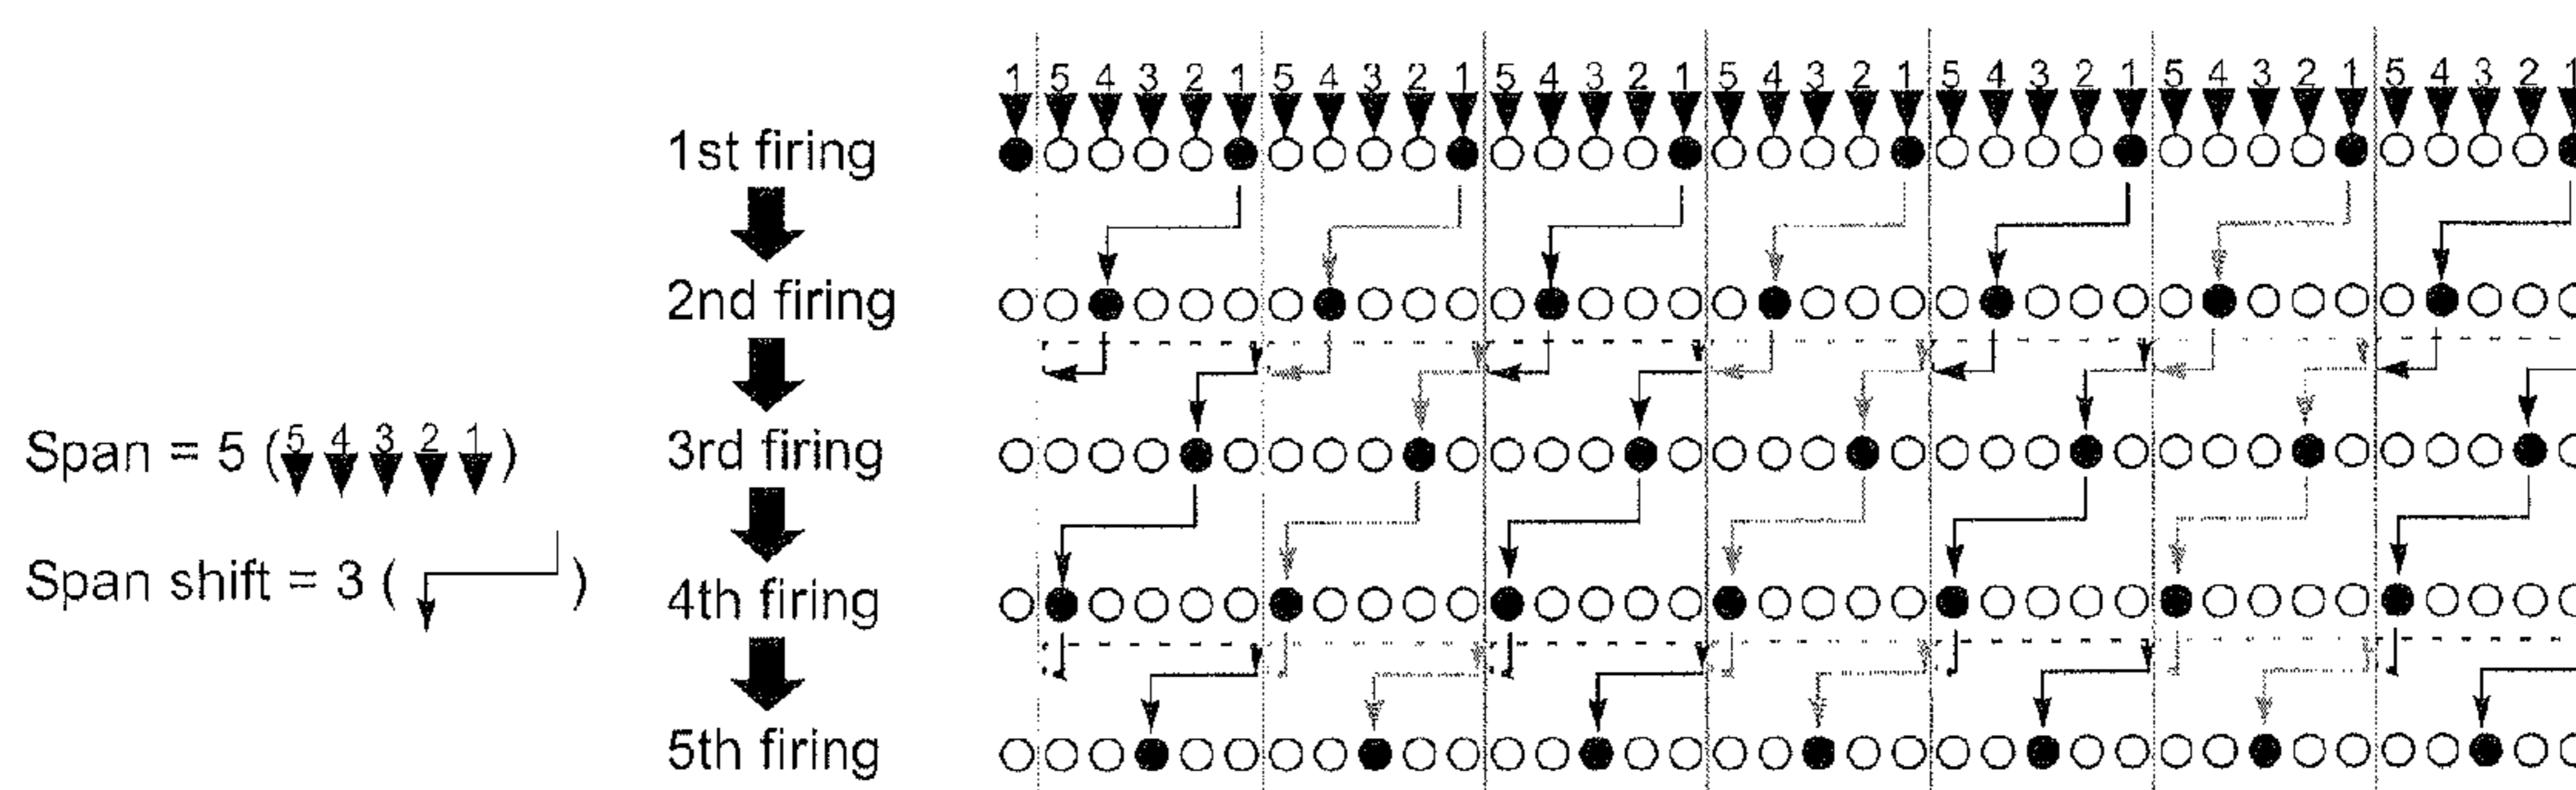 1 5 4 3 2 1 5 4 3 2 1 5 4 3 2 1 5 4 3 2 1 5 4 3 2 1 5 4 3 2 1 5 4 3 2 1
1st firing
2nd firing
Span = 5 (5 4 3 2 1)
3rd firing
Span shift = 3 ( )
4th firing
5th firing